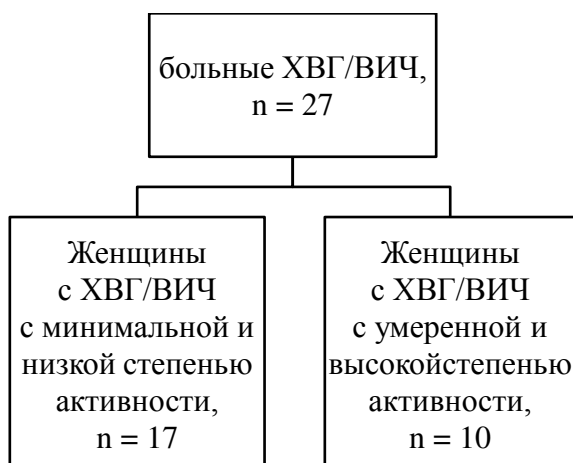 больные ХВГ/ВИЧ,
n = 27
Женщины
с ХВГ/ВИЧ
с минимальной и
низкой степенью
активности,
n = 17
Женщины
с ХВГ/ВИЧ
с умеренной и
высокойстепенью
активности,
n = 10